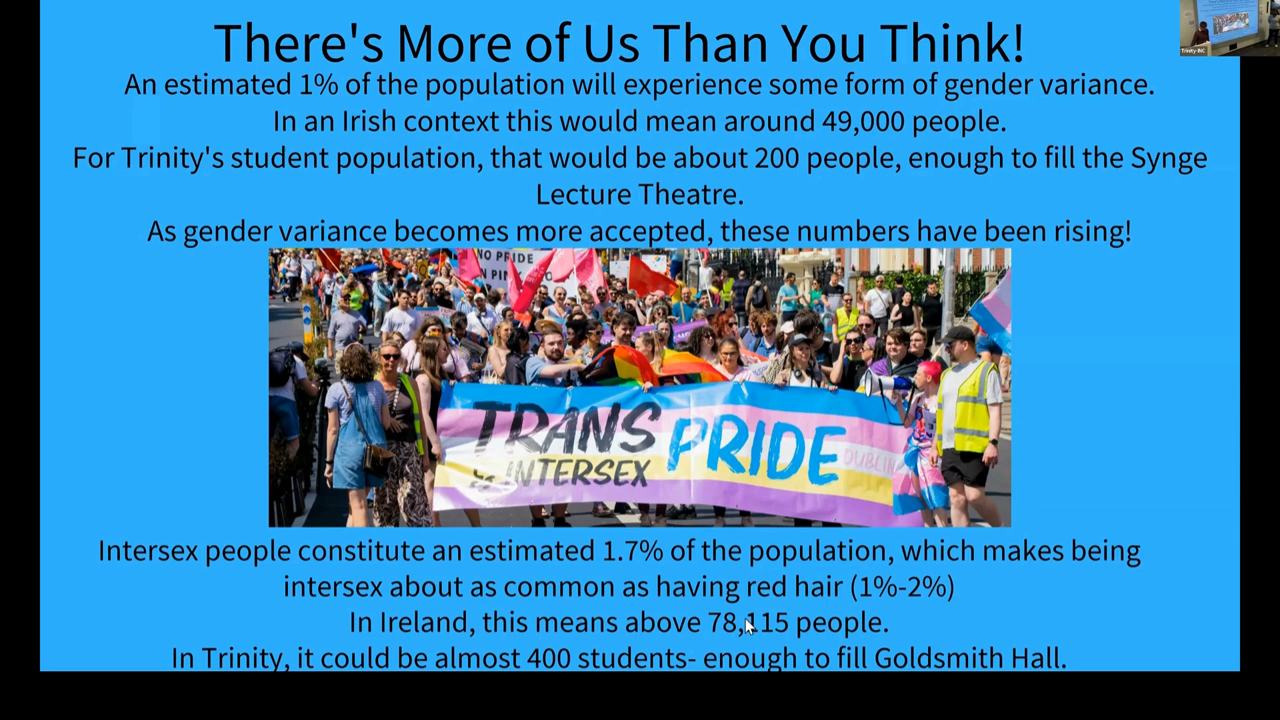 There's More of Us Than You Think!
An estimated 1% of the population will experience some form of gender variance.
In an Irish context this would mean around 49,000 people.
For Trinity's student population, that would be about 200 people, enough to fill the Synge
Lecture Theatre.
As gender variance becomes more accepted, these numbers have been rising!
NO PRIDE
TRANS PRIDE
& INTERSEX
DUBLIN
Intersex people constitute an estimated 1.7% of the population, which makes being
intersex about as common as having red hair (1%-2%)
In Ireland, this means above 78,115 people.
In Trinity, it could be almost 400 students- enough to fill Goldsmith Hall.
Trinity-INC